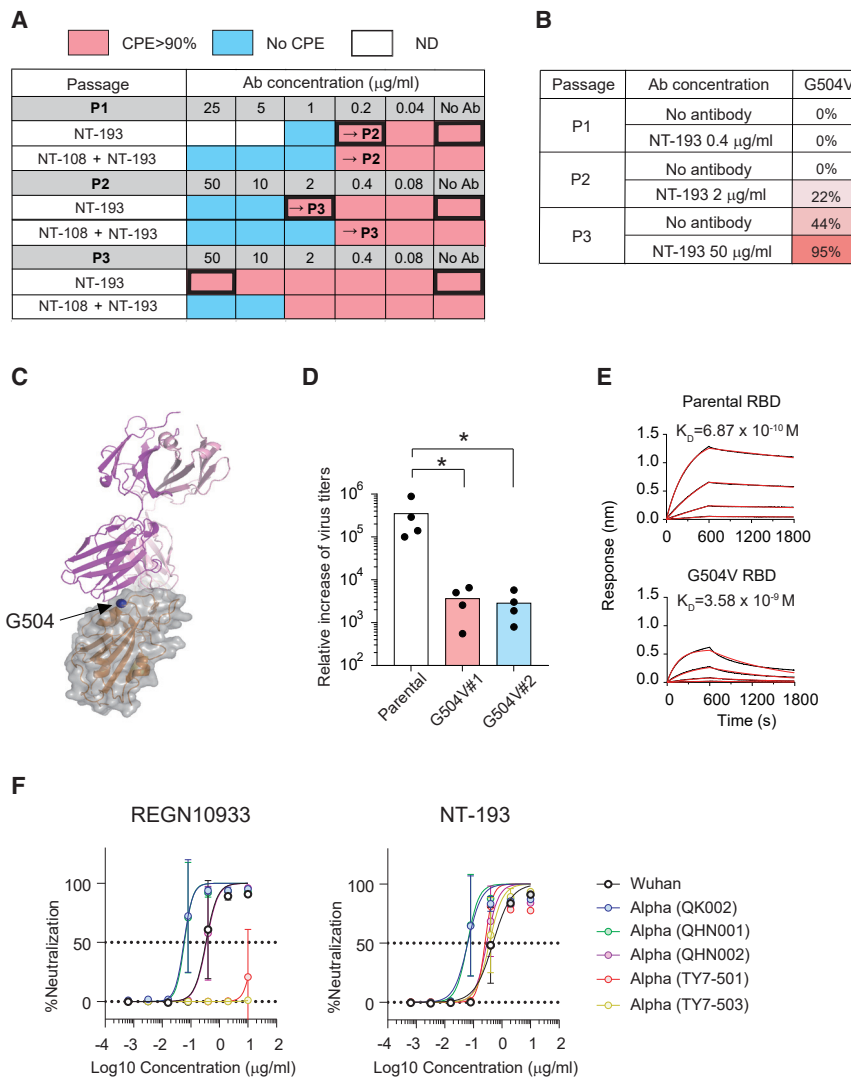 A
CPE>90% No CPE ND
Passage Ab concentration (μg/ml)
P1 25 5 1 0.2 0.04 No Ab
NT-193 → P2
NT-108 + NT-193 → P2
P2 50 10 2 0.4 0.08 No Ab
NT-193 → P3
NT-108 + NT-193 → P3
P3 50 10 2 0.4 0.08 No Ab
NT-193
NT-108 + NT-193
B
Passage Ab concentration G504V
P1 No antibody 0%
NT-193 0.4 μg/ml 0%
P2 No antibody 0%
NT-193 2 μg/ml 22%
P3 No antibody 44%
NT-193 50 μg/ml 95%
C
G504
D
Relative increase of virus titers
10⁶
10⁵
10⁴
10³
10²
* *
Parental G504V#1 G504V#2
E
Parental RBD
K_D=6.87 x 10⁻¹⁰ M
1.5
1.0
0.5
0.0
0 600 1200 1800
Response (nm)
G504V RBD
K_D=3.58 x 10⁻⁹ M
1.5
1.0
0.5
0.0
0 600 1200 1800
Time (s)
F
REGN10933
%Neutralization
100
50
0
-4 -3 -2 -1 0 1 2
Log10 Concentration (μg/ml)
NT-193
%Neutralization
100
50
0
-4 -3 -2 -1 0 1 2
Log10 Concentration (μg/ml)
Wuhan
Alpha (QK002)
Alpha (QHN001)
Alpha (QHN002)
Alpha (TY7-501)
Alpha (TY7-503)